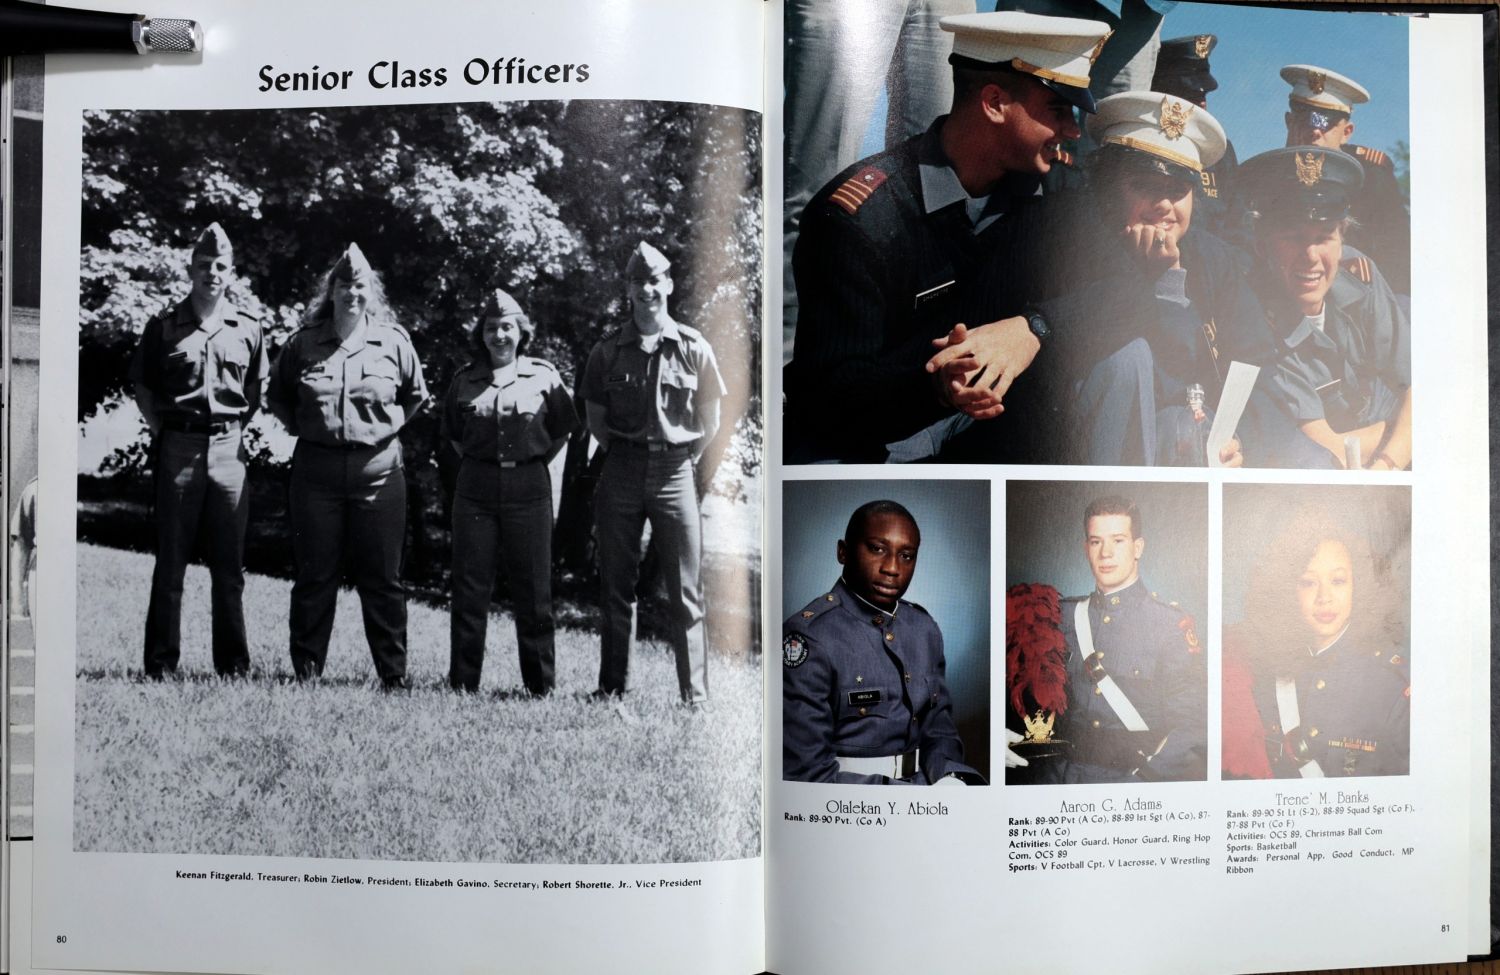 Senior Class Officers
Keenan Fitzgerald, Treasurer; Robin Zietlow, President; Elizabeth Gavino, Secretary; Robert Shorette, Jr., Vice President
80
91
ABIOLA
Olalekan Y. Abiola
Rank: 89-90 Pvt. (Co A)
Aaron G. Adams
Rank: 89-90 Pvt (A Co), 88-89 1st Sgt (A Co), 87-
88 Pvt (A Co)
Activities: Color Guard, Honor Guard, Ring Hop
Com, OCS 89
Sports: V Football Cpt, V Lacrosse, V Wrestling
Trene' M. Banks
Rank: 89-90 St Lt (S-2), 88-89 Squad Sgt (Co F),
87-88 Pvt (Co F)
Activities: OCS 89, Christmas Ball Com
Sports: Basketball
Awards: Personal App, Good Conduct, MP
Ribbon
81